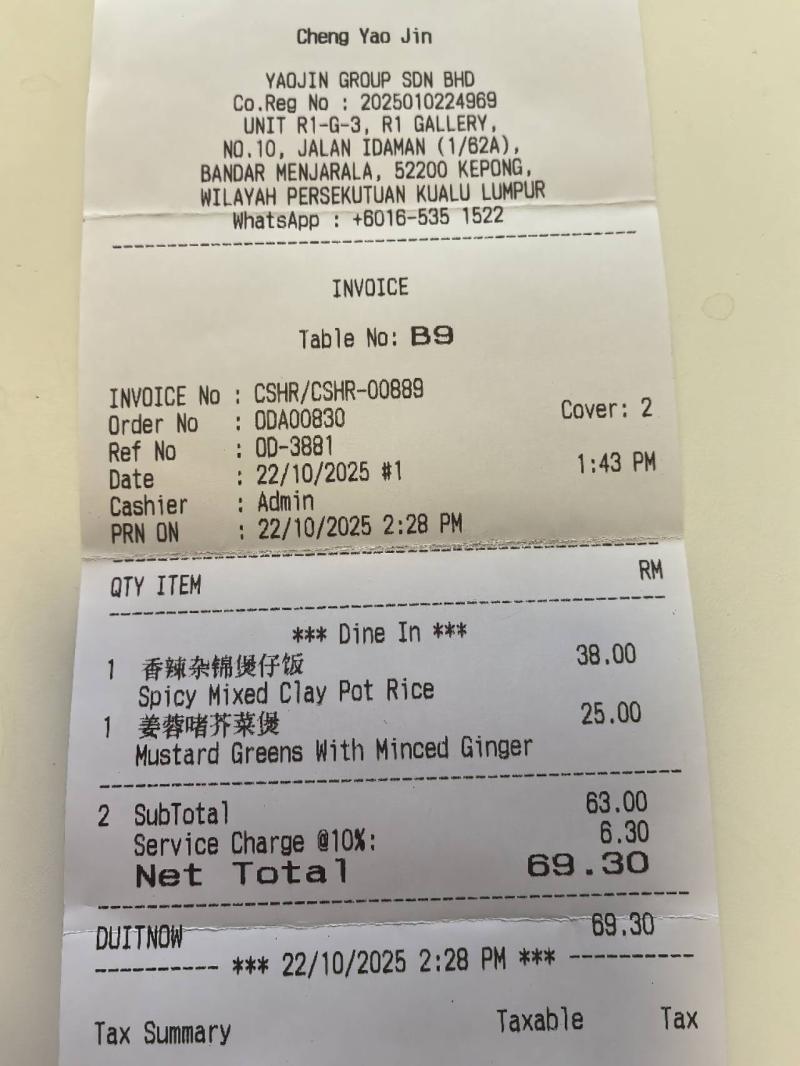 Cheng Yao Jin
YAOJIN GROUP SDN BHD
Co.Reg No : 2025010224969
UNIT R1-G-3, R1 GALLERY,
NO.10, JALAN IDAMAN (1/62A),
BANDAR MENJARALA, 52200 KEPONG,
WILAYAH PERSEKUTUAN KUALU LUMPUR
WhatsApp : +6016-535 1522
INVOICE
Table No: B9
INVOICE No : CSHR/CSHR-00889
Order No : ODA00830 Cover: 2
Ref No : OD-3881
Date : 22/10/2025 #1 1:43 PM
Cashier : Admin
PRN ON : 22/10/2025 2:28 PM
QTY ITEM RM
*** Dine In ***
1 香辣杂锦煲仔饭 38.00
Spicy Mixed Clay Pot Rice
1 姜蓉啫芥菜煲 25.00
Mustard Greens With Minced Ginger
2 SubTotal 63.00
Service Charge @10%: 6.30
Net Total 69.30
DUITNOW 69.30
*** 22/10/2025 2:28 PM ***
Tax Summary Taxable Tax